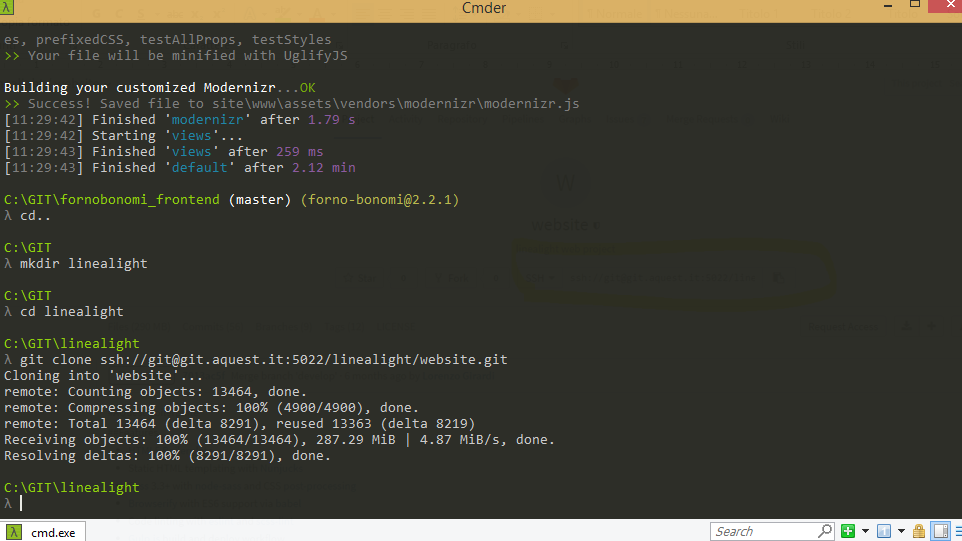 Cmder
es, prefixedCSS, testAllProps, testStyles
>> Your file will be minified with UglifyJS
Building your customized Modernizr...OK
>> Success! Saved file to site\www\assets\vendors\modernizr\modernizr.js
[11:29:42] Finished 'modernizr' after 1.79 s
[11:29:42] Starting 'views'...
[11:29:43] Finished 'views' after 259 ms
[11:29:43] Finished 'default' after 2.12 min
C:\GIT\fornobonomi_frontend (master) (forno-bonomi@2.2.1)
λ cd..
C:\GIT
λ mkdir linealight
C:\GIT
λ cd linealight
C:\GIT\linealight
λ git clone ssh://git@git.aquest.it:5022/linealight/website.git
Cloning into 'website'...
remote: Counting objects: 13464, done.
remote: Compressing objects: 100% (4900/4900), done.
remote: Total 13464 (delta 8291), reused 13363 (delta 8219)
Receiving objects: 100% (13464/13464), 287.29 MiB | 4.87 MiB/s, done.
Resolving deltas: 100% (8291/8291), done.
C:\GIT\linealight
λ
λ cmd.exe
Search